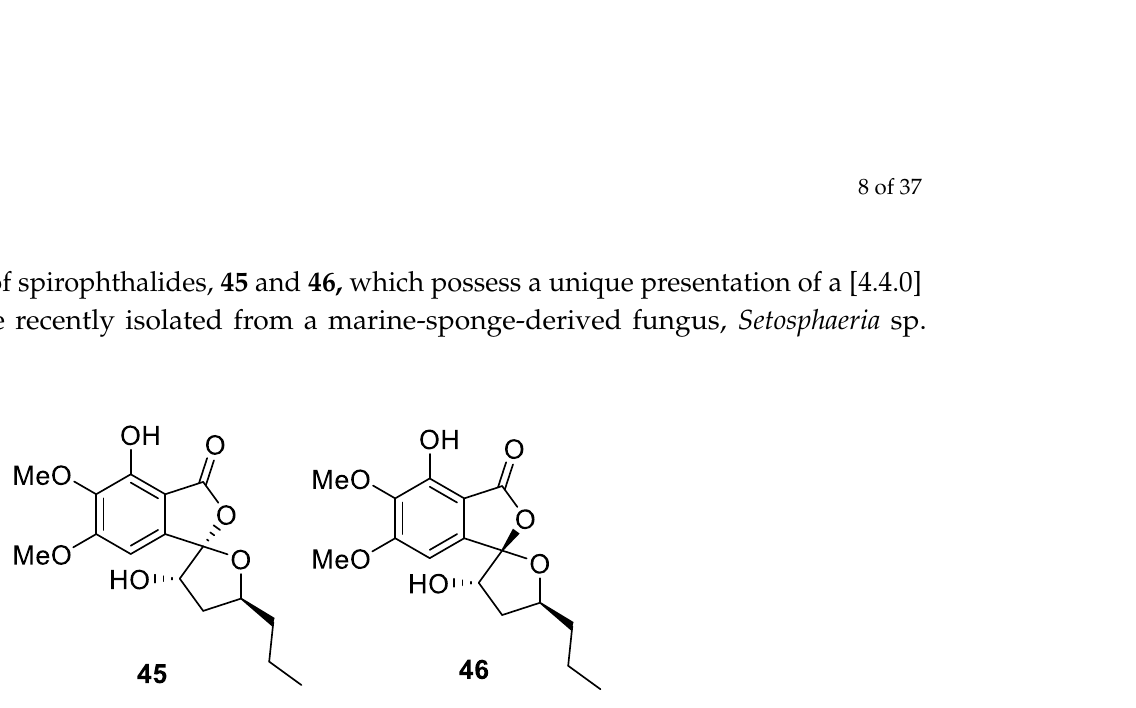 8 of 37
of spirophthalides, 45 and 46, which possess a unique presentation of a [4.4.0]
recently isolated from a marine-sponge-derived fungus, Setosphaeria sp.
OH O OH O
MeO O MeO O
MeO O MeO O
HO HO
45 46